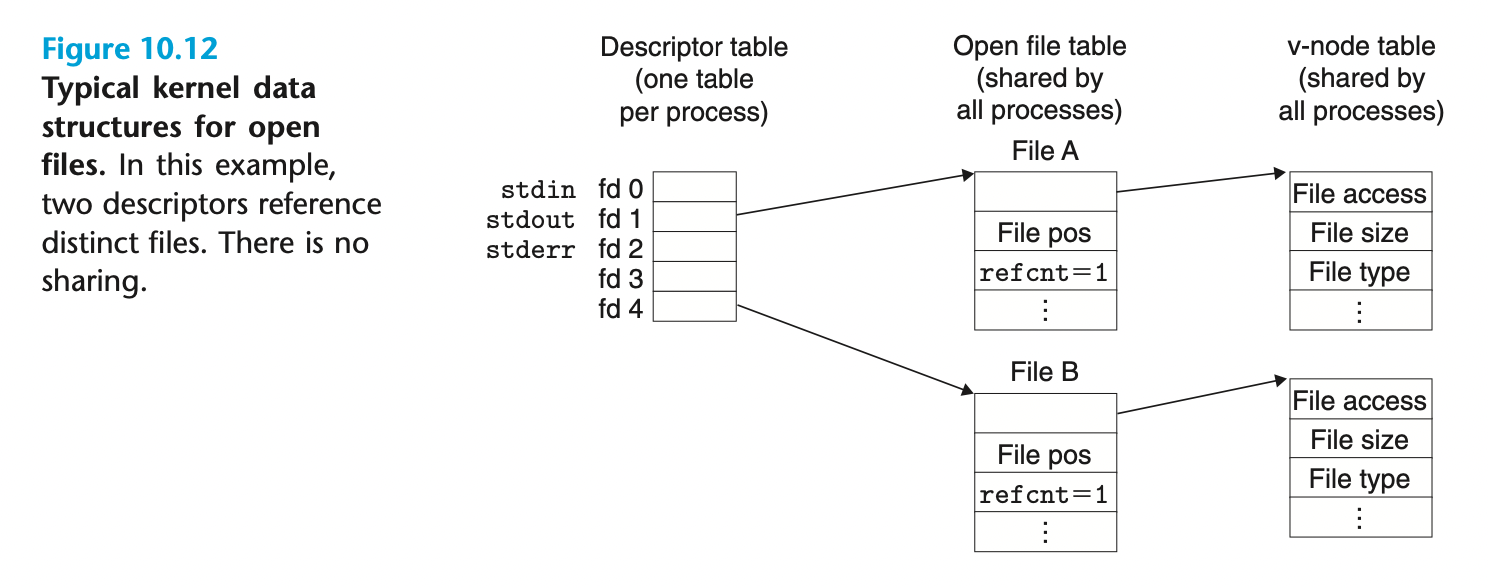 Figure 10.12
Typical kernel data
structures for open
files. In this example,
two descriptors reference
distinct files. There is no
sharing.
Descriptor table
(one table
per process)
Open file table
(shared by
all processes)
v-node table
(shared by
all processes)
stdin fd 0
stdout fd 1
stderr fd 2
fd 3
fd 4
File A
File pos
refcnt=1
⋮
File access
File size
File type
⋮
File B
File pos
refcnt=1
⋮
File access
File size
File type
⋮